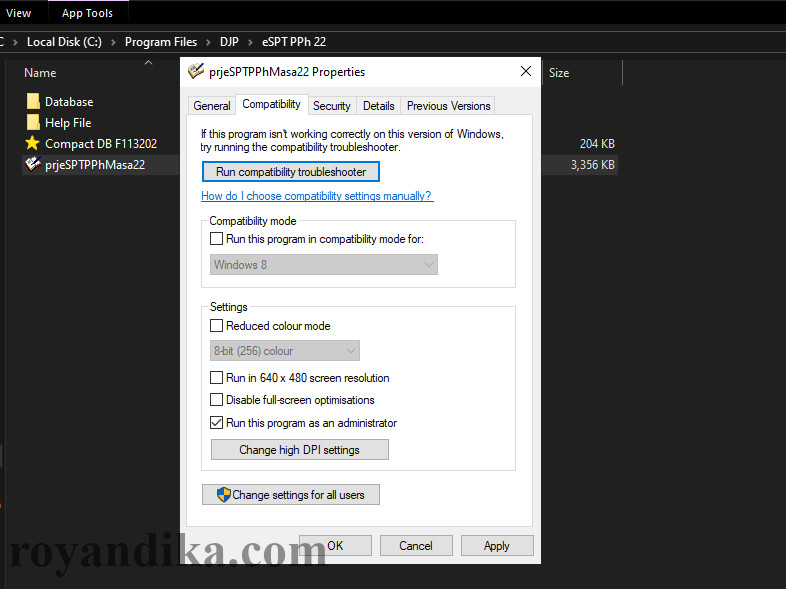 View
App Tools
C > Local Disk (C:) > Program Files > DJP > eSPT PPh 22
Name
Size
Database
Help File
Compact DB F113202
204 KB
prjeSPTPPhMasa22
3,356 KB
prjeSPTPPhMasa22 Properties
General
Compatibility
Security
Details
Previous Versions
If this program isn't working correctly on this version of Windows,
try running the compatibility troubleshooter.
Run compatibility troubleshooter
How do I choose compatibility settings manually?
Compatibility mode
Run this program in compatibility mode for:
Windows 8
Settings
Reduced colour mode
8-bit (256) colour
Run in 640 x 480 screen resolution
Disable full-screen optimisations
Run this program as an administrator
Change high DPI settings
Change settings for all users
OK
Cancel
Apply
royandika.com